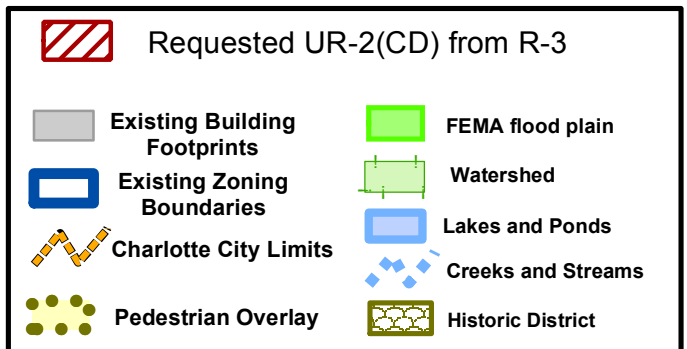 Requested UR-2(CD) from R-3
Existing Building
Footprints
Existing Zoning
Boundaries
Charlotte City Limits
Pedestrian Overlay
FEMA flood plain
Watershed
Lakes and Ponds
Creeks and Streams
Historic District